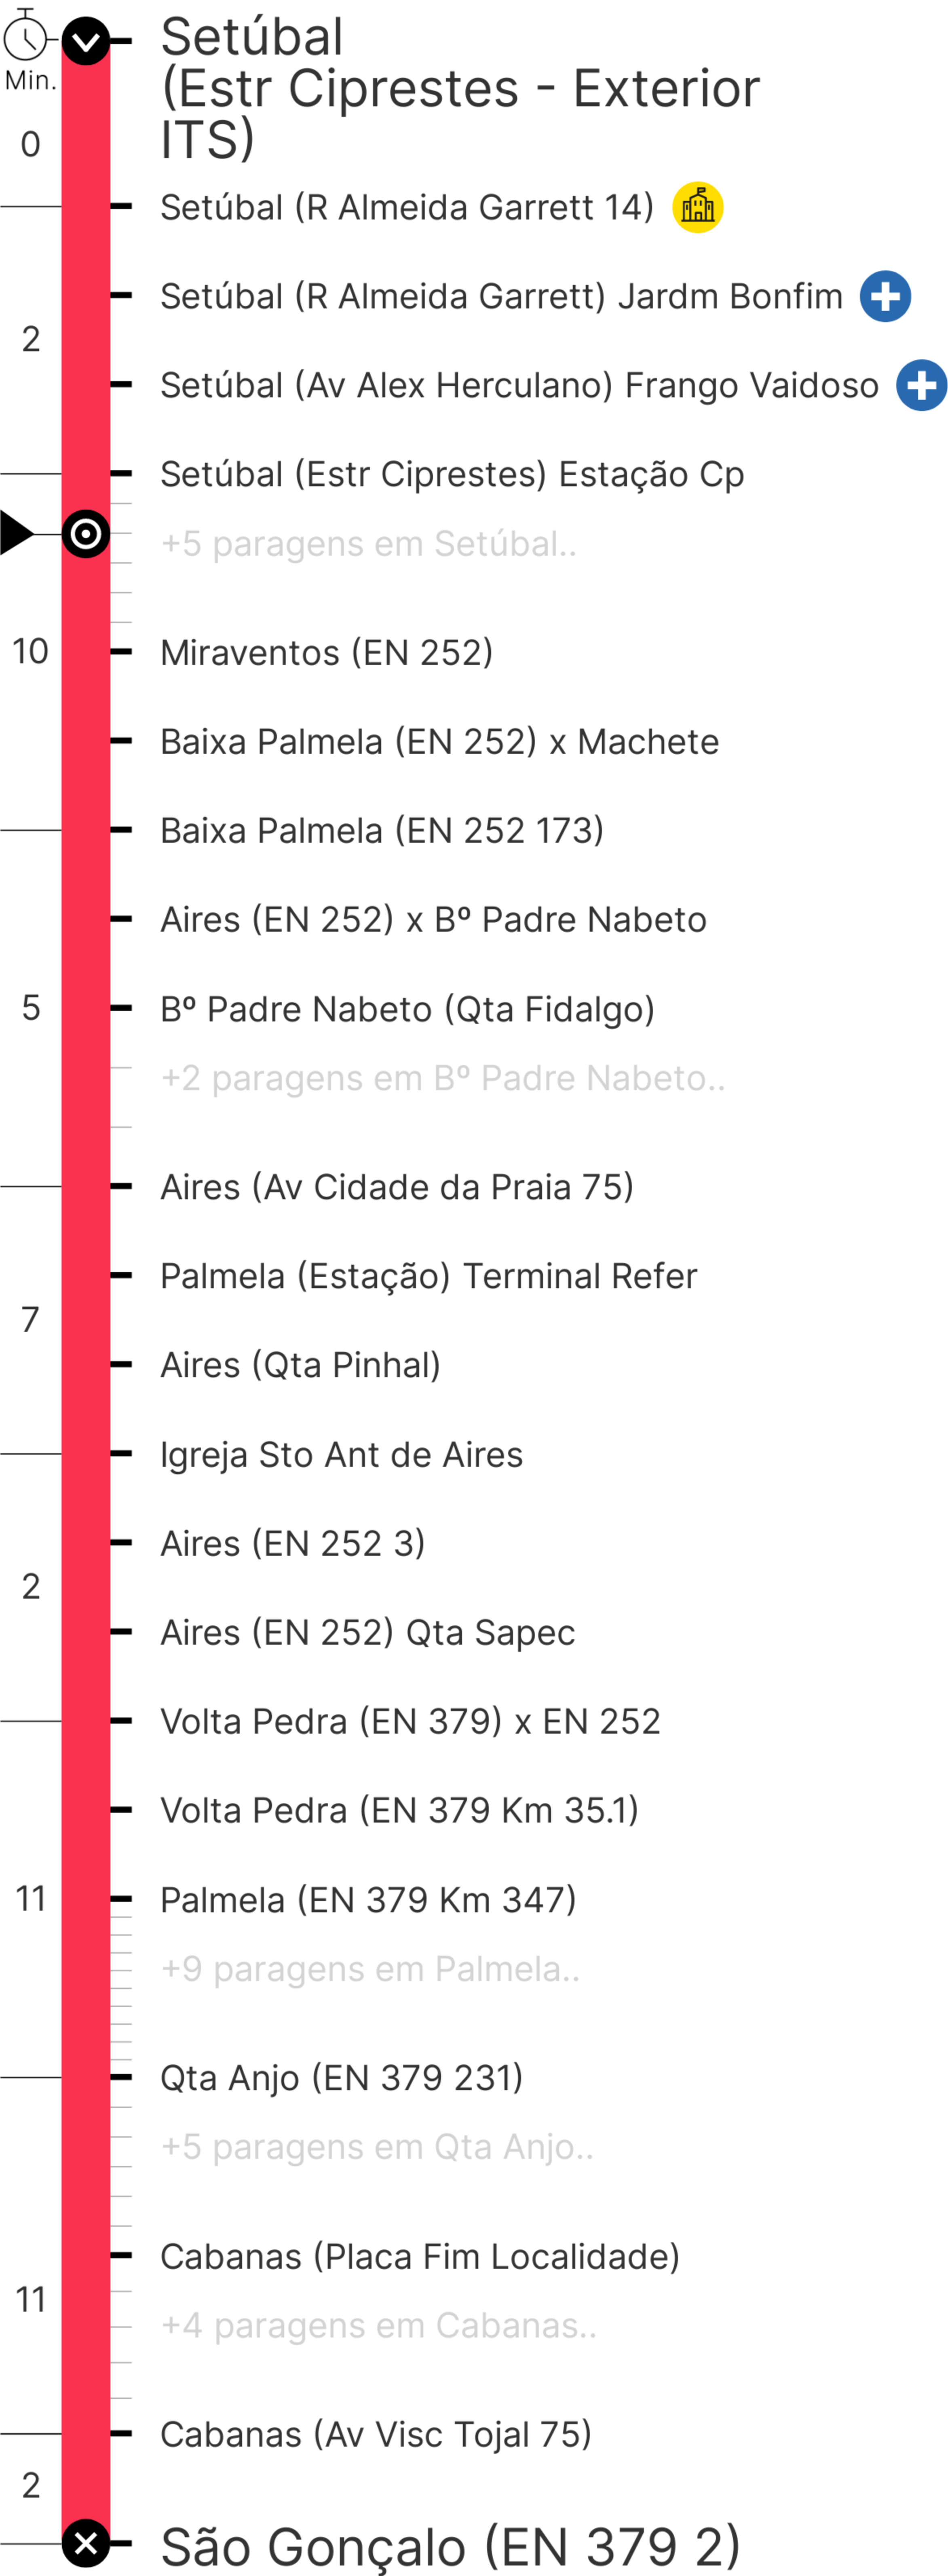 Setúbal
(Estr Ciprestes - Exterior
ITS)
Min.
0
Setúbal (R Almeida Garrett 14)
Setúbal (R Almeida Garrett) Jardm Bonfim
2
Setúbal (Av Alex Herculano) Frango Vaidoso
Setúbal (Estr Ciprestes) Estação Cp
+5 paragens em Setúbal..
10
Miraventos (EN 252)
Baixa Palmela (EN 252) x Machete
Baixa Palmela (EN 252 173)
Aires (EN 252) x Bº Padre Nabeto
5
Bº Padre Nabeto (Qta Fidalgo)
+2 paragens em Bº Padre Nabeto..
Aires (Av Cidade da Praia 75)
Palmela (Estação) Terminal Refer
7
Aires (Qta Pinhal)
Igreja Sto Ant de Aires
Aires (EN 252 3)
2
Aires (EN 252) Qta Sapec
Volta Pedra (EN 379) x EN 252
Volta Pedra (EN 379 Km 35.1)
11
Palmela (EN 379 Km 347)
+9 paragens em Palmela..
Qta Anjo (EN 379 231)
+5 paragens em Qta Anjo..
Cabanas (Placa Fim Localidade)
11
+4 paragens em Cabanas..
Cabanas (Av Visc Tojal 75)
2
São Gonçalo (EN 379 2)